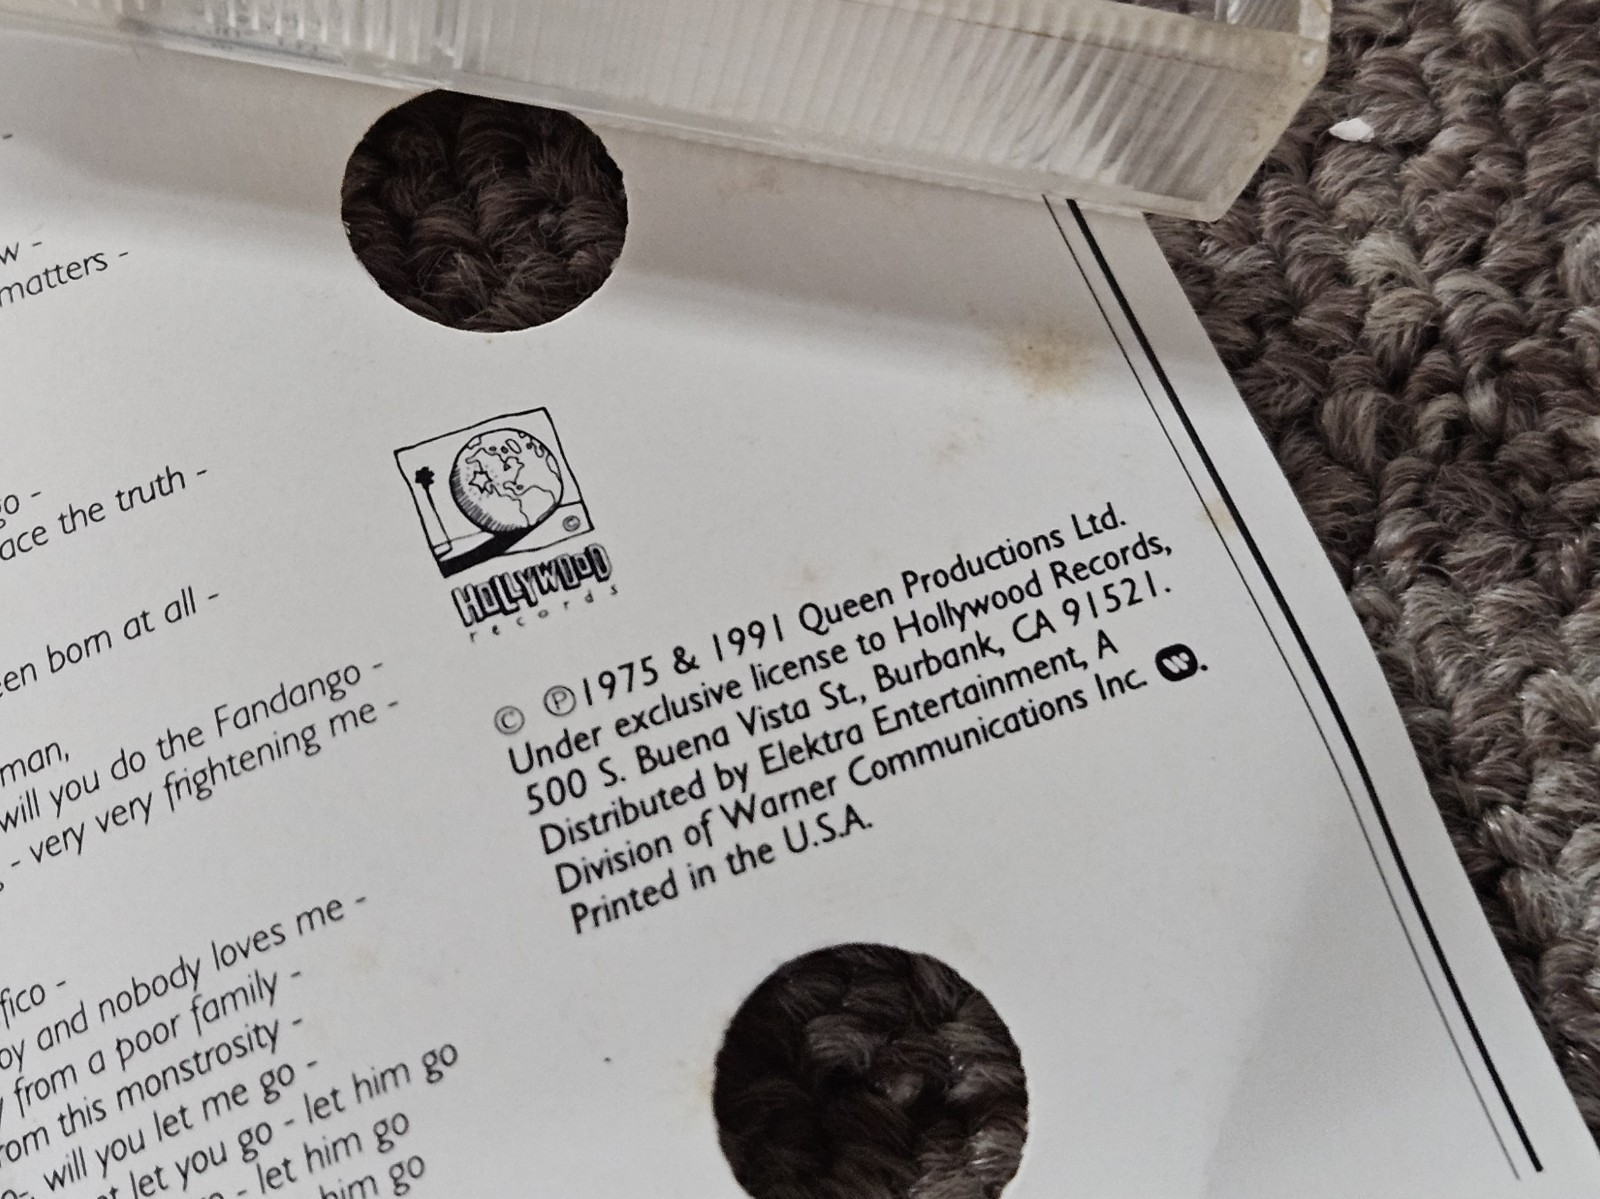 w -
matters -
go -
ace the truth -
een born at all -
man,
will you do the Fandango -
- very very frightening me -
fico -
oy and nobody loves me -
from a poor family -
rom this monstrosity -
- will you let me go -
let you go - let him go
- let him go
him go
HOLLYWOOD
records
© ℗1975 & 1991 Queen Productions Ltd.
Under exclusive license to Hollywood Records,
500 S. Buena Vista St., Burbank, CA 91521.
Distributed by Elektra Entertainment, A
Division of Warner Communications Inc. W.
Printed in the U.S.A.